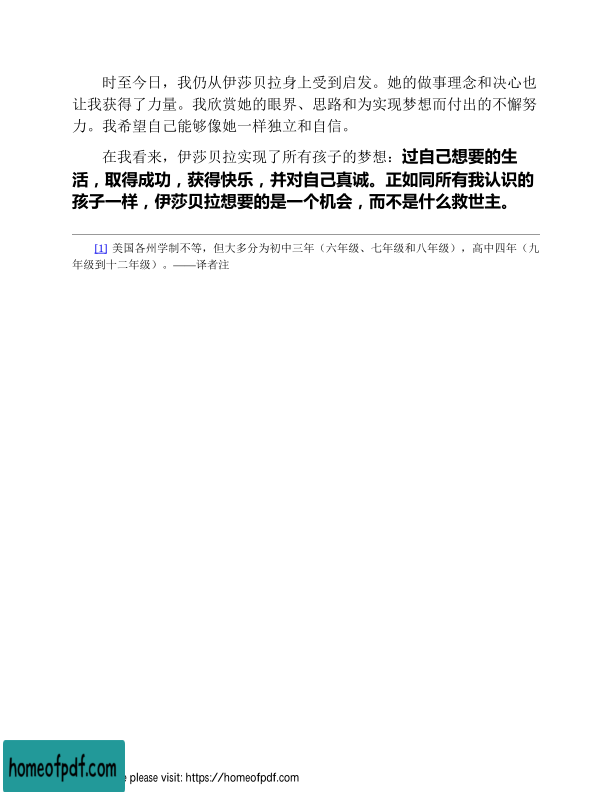 时至今日，我仍从伊莎贝拉身上受到启发。她的做事理念和决心也
让我获得了力量。我欣赏她的眼界、思路和为实现梦想而付出的不懈努
力。我希望自己能够像她一样独立和自信。
在我看来，伊莎贝拉实现了所有孩子的梦想：过自己想要的生
活，取得成功，获得快乐，并对自己真诚。正如同所有我认识的
孩子一样，伊莎贝拉想要的是一个机会，而不是什么救世主。
[1] 美国各州学制不等，但大多分为初中三年（六年级、七年级和八年级），高中四年（九
年级到十二年级）。——译者注
homeofpdf.com
please visit: https://homeofpdf.com